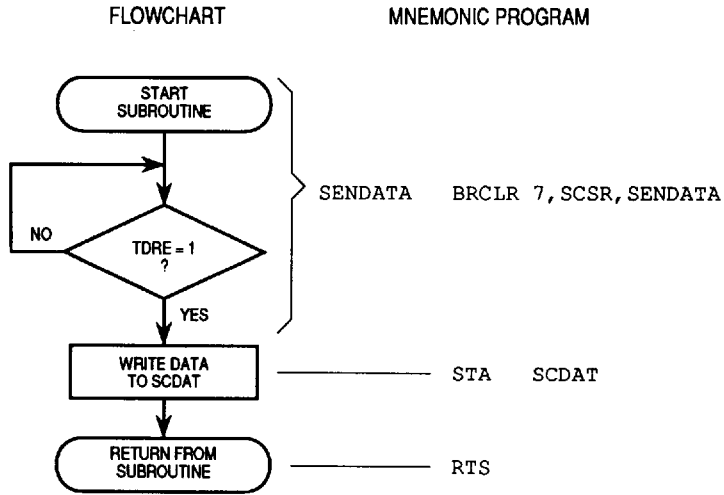 FLOWCHART MNEMONIC PROGRAM
START
SUBROUTINE
SENDATA BRCLR 7,SCSR,SENDATA
NO
TDRE = 1
?
YES
WRITE DATA
TO SCDAT
STA SCDAT
RETURN FROM
SUBROUTINE
RTS